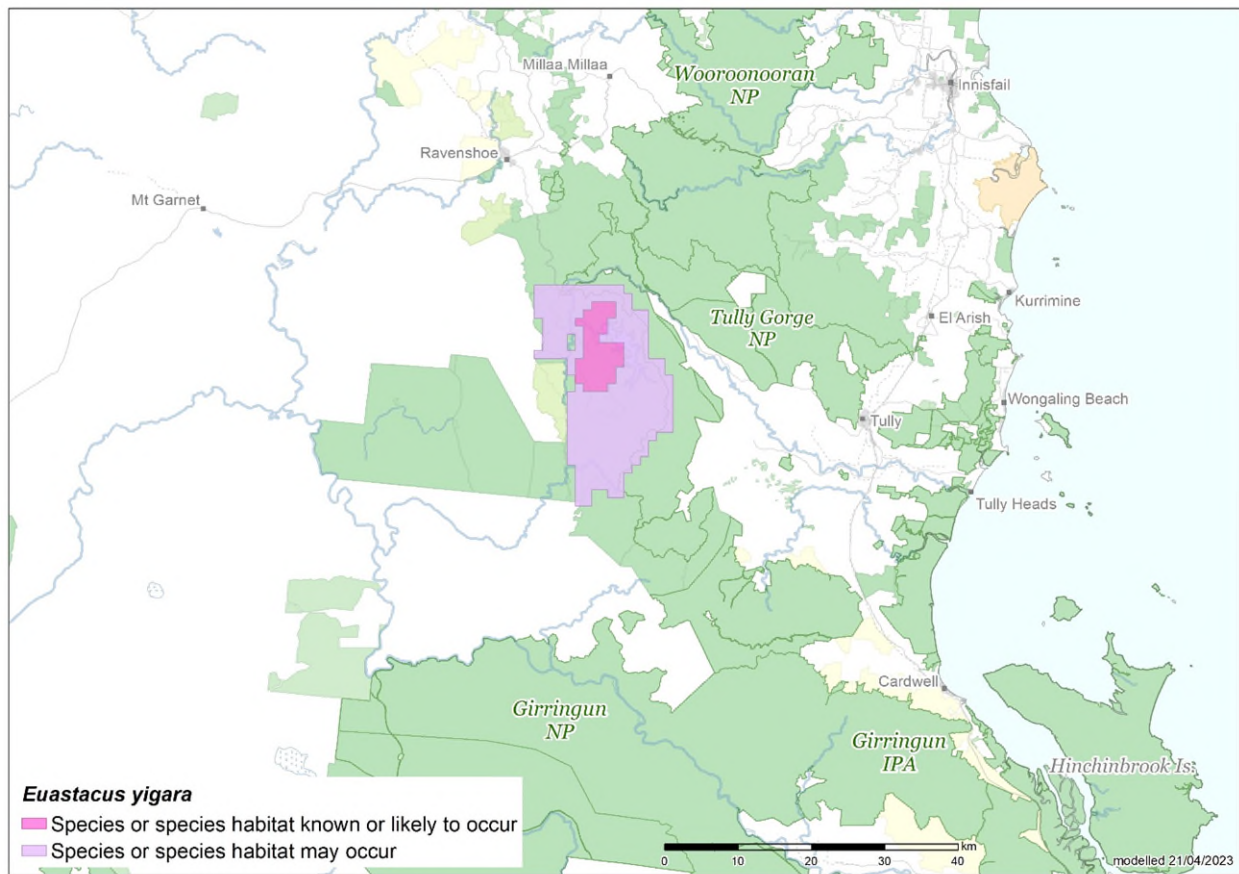 Millaa Millaa
Wooroonooran
NP
Innisfail
Ravenshoe
Mt Garnet
Kurrimine
Tully Gorge
NP
El Arish
Wongaling Beach
Tully
Tully Heads
Cardwell
Girringun
NP
Girringun
IPA
Hinchinbrook Is.
Euastacus yigara
Species or species habitat known or likely to occur
Species or species habitat may occur
km
0 10 20 30 40
modelled 21/04/2023